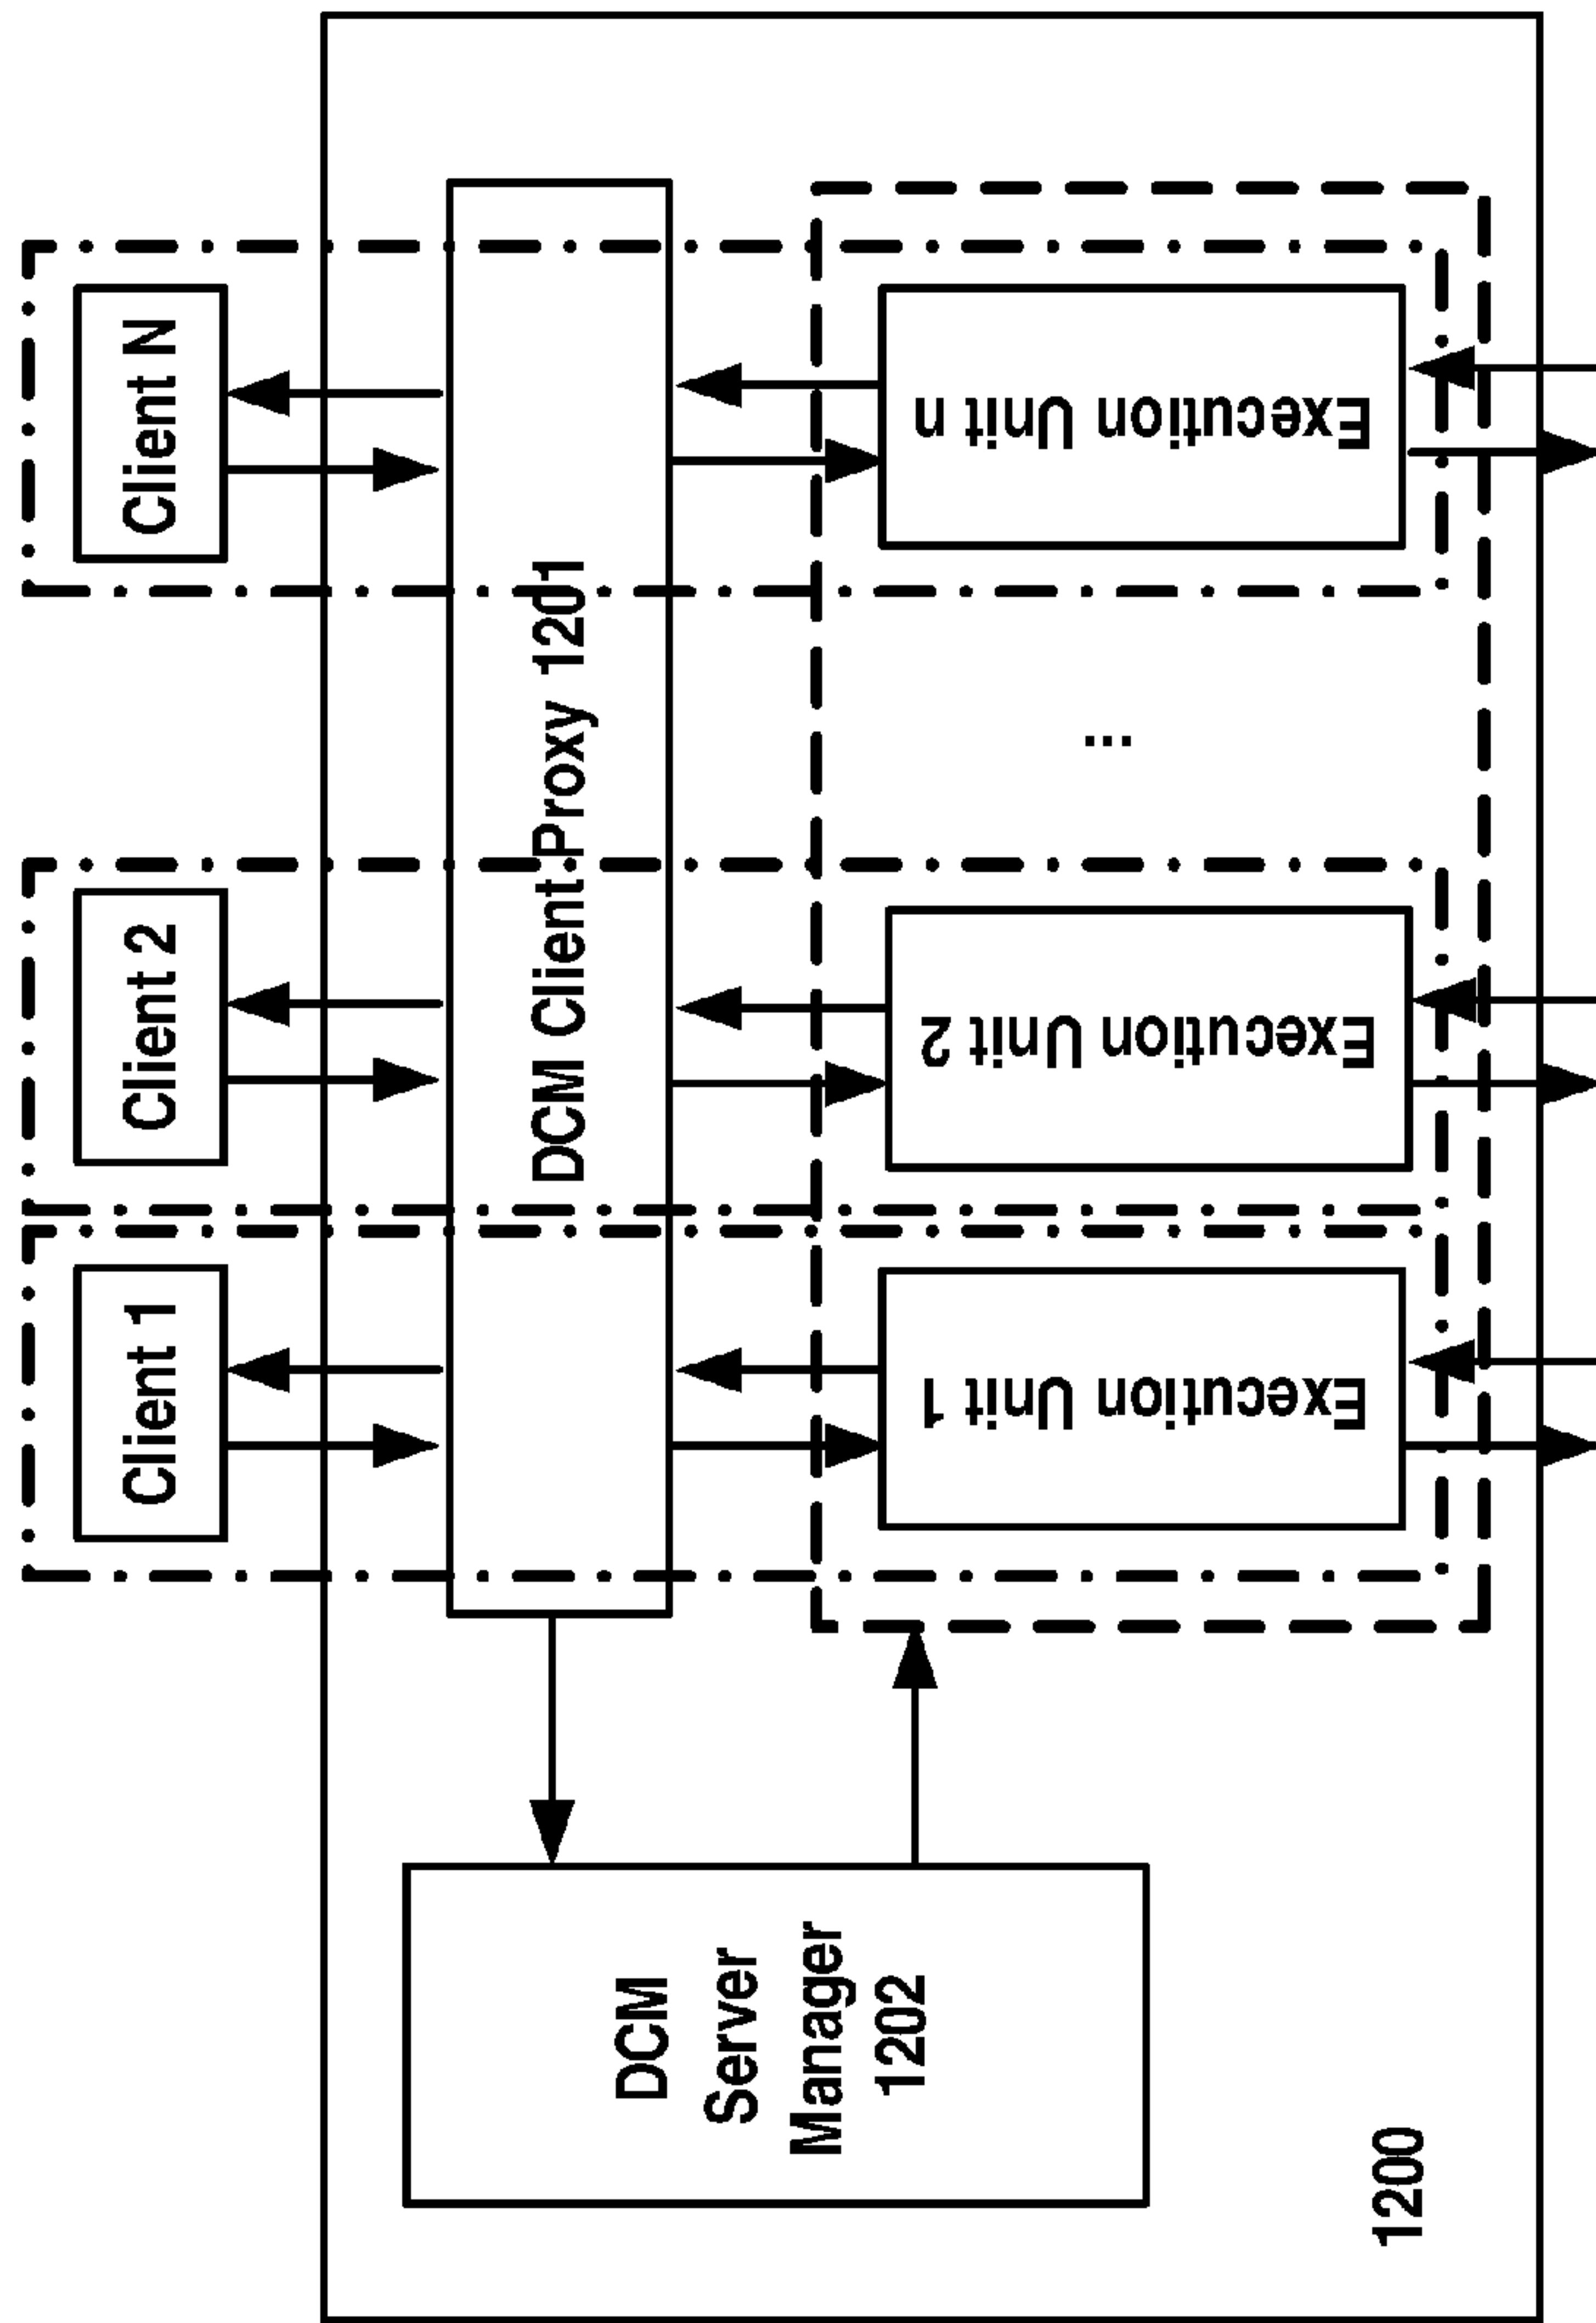 Client 1
Client 2
Client N
DCM Client Proxy 1201
DCM
Server
Manager
1202
Execution Unit 1
Execution Unit 2
...
Execution Unit n
1200